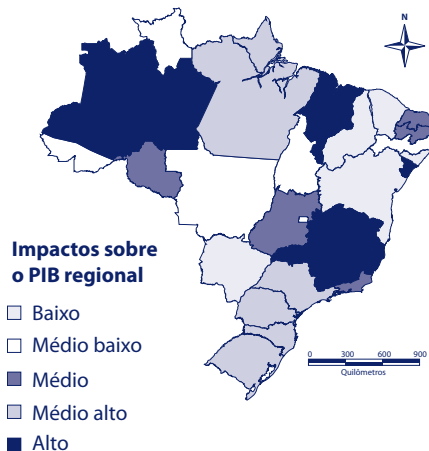 N
Impactos sobre
o PIB regional
Baixo
Médio baixo
Médio
Médio alto
Alto
0 300 600 900
Quilômetros